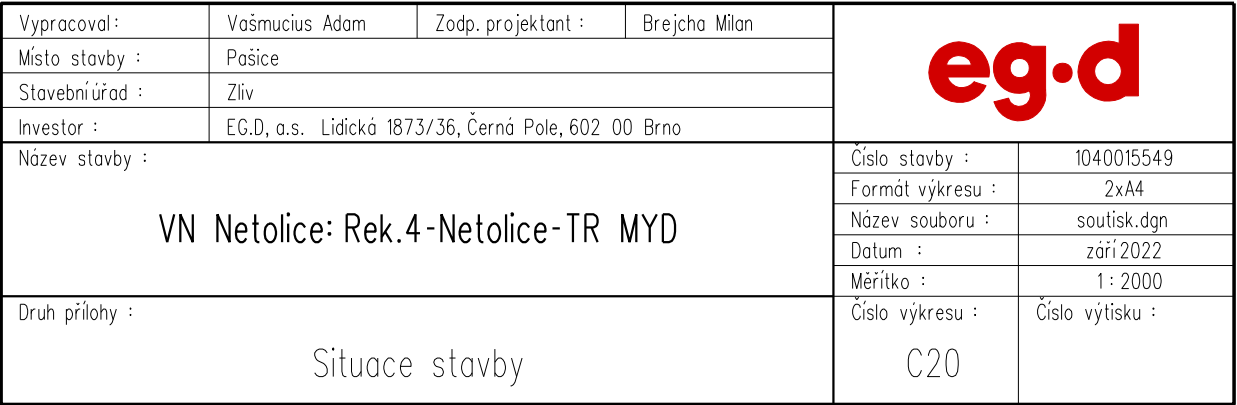 Vypracoval: Vašmucius Adam Zodp. projektant : Brejcha Milan
Místo stavby : Pašice
Stavební úřad : Zliv
Investor : EG.D, a.s. Lidická 1873/36, Černá Pole, 602 00 Brno
eg·d
Název stavby :
VN Netolice: Rek.4-Netolice-TR MYD
Číslo stavby : 1040015549
Formát výkresu : 2xA4
Název souboru : soutisk.dgn
Datum : září 2022
Měřítko : 1 : 2000
Druh přílohy :
Situace stavby
Číslo výkresu : Číslo výtisku :
C20